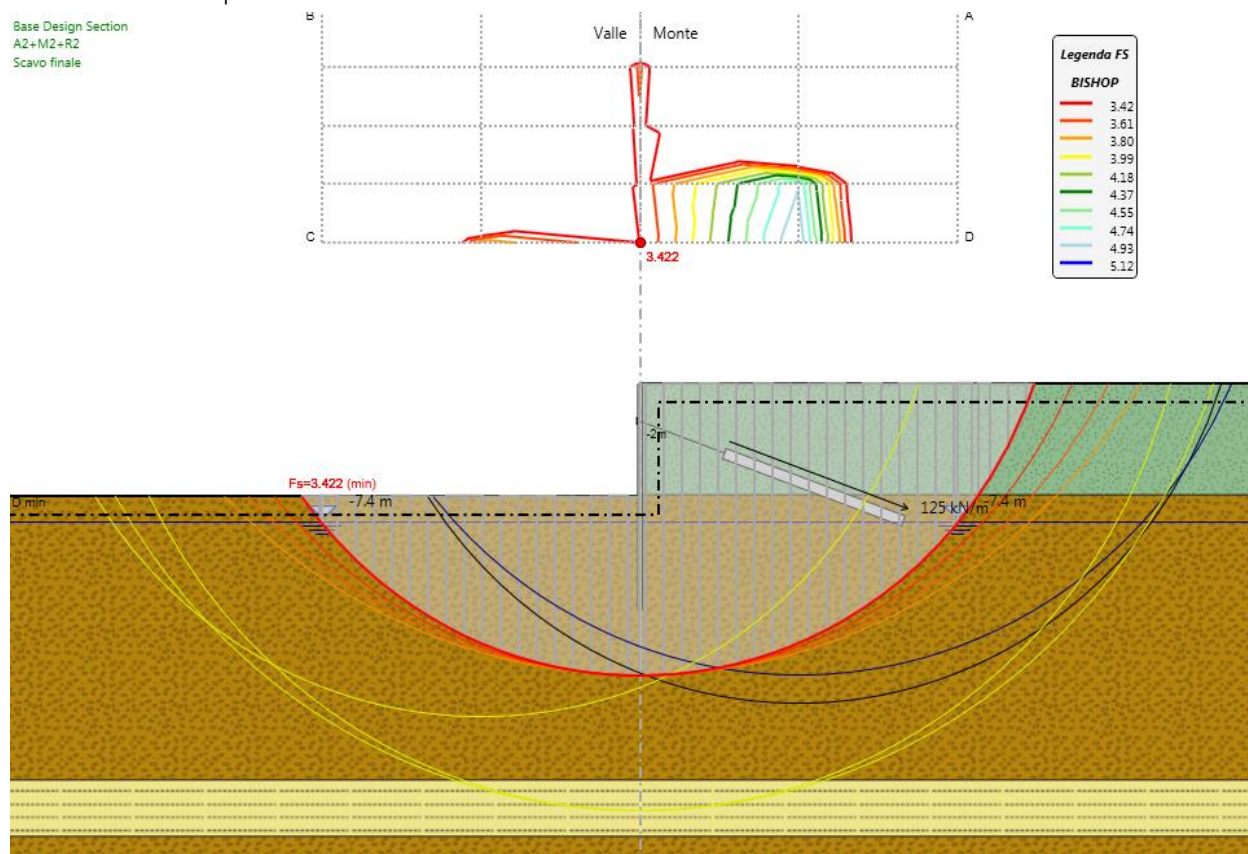 B
A
Base Design Section
A2+M2+R2
Scavo finale
Valle
Monte
Legenda FS
BISHOP
3.42
3.61
3.80
3.99
4.18
4.37
4.55
4.74
4.93
5.12
C
D
3.422
-2m
Fs=3.422 (min)
D min
-7.4 m
125 kN/m
-7.4 m